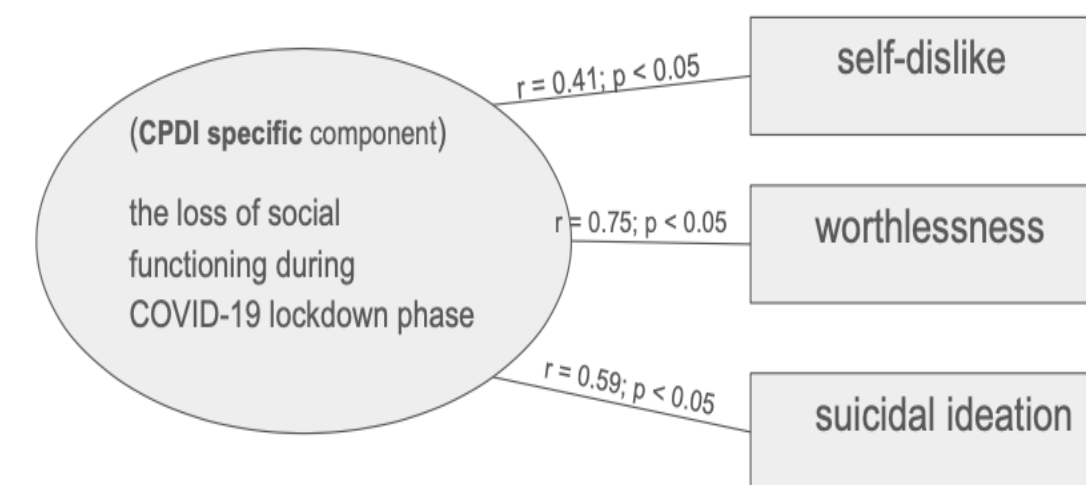 self-dislike
r = 0.41; p < 0.05
(CPDI specific component)
the loss of social
functioning during
COVID-19 lockdown phase
r = 0.75; p < 0.05
worthlessness
r = 0.59; p < 0.05
suicidal ideation